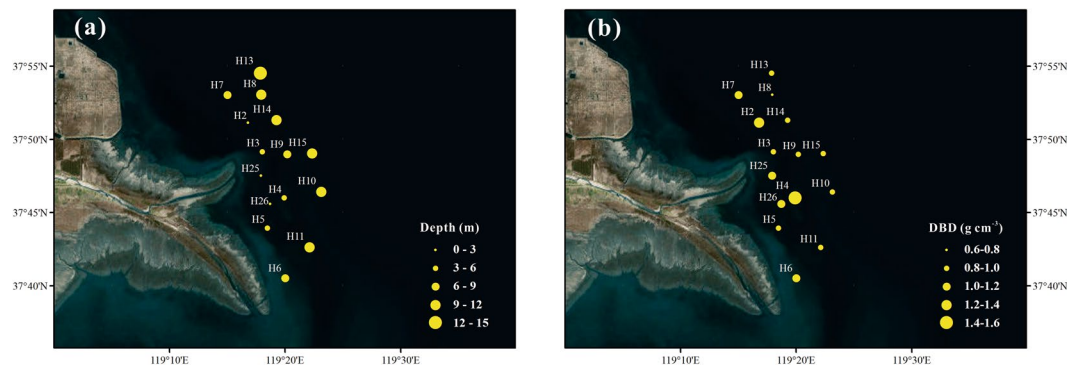 (a)
37°55'N
37°50'N
37°45'N
37°40'N
H13
H7
H8
H2
H14
H3
H9
H15
H25
H4
H10
H26
H5
H11
H6
Depth (m)
0 - 3
3 - 6
6 - 9
9 - 12
12 - 15
119°10'E
119°20'E
119°30'E
(b)
H13
H7
H8
H2
H14
H3
H9
H15
H25
H4
H10
H26
H5
H11
H6
DBD (g cm⁻³)
0.6-0.8
0.8-1.0
1.0-1.2
1.2-1.4
1.4-1.6
37°55'N
37°50'N
37°45'N
37°40'N
119°10'E
119°20'E
119°30'E